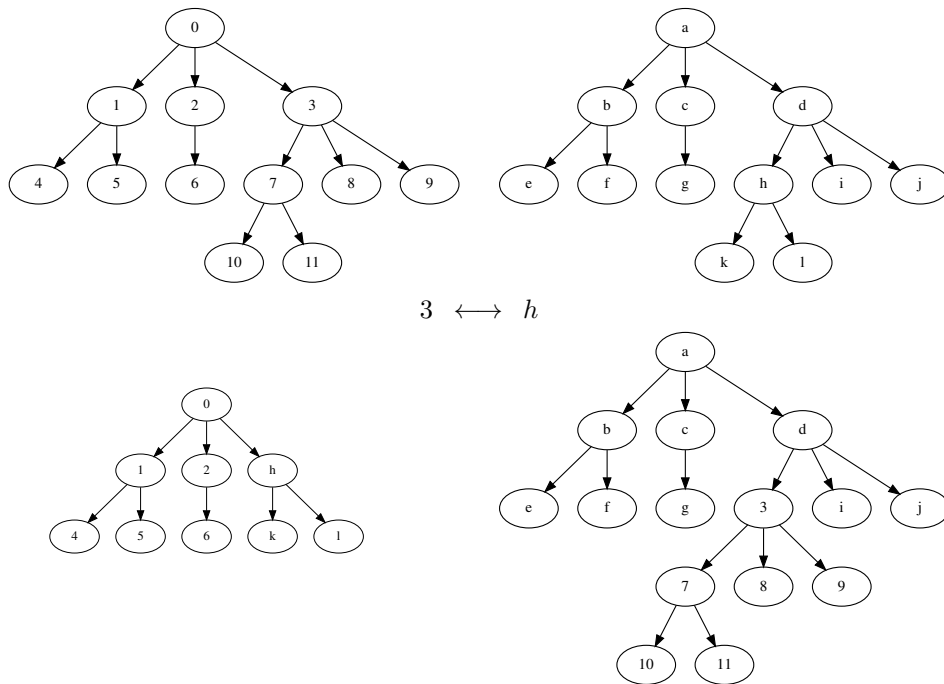 0 a
1 2 3 b c d
4 5 6 7 8 9 e f g h i j
10 11 k l
3 ⟷ h
a
0
b c d
1 2 h
e f g 3 i j
4 5 6 k l
7 8 9
10 11